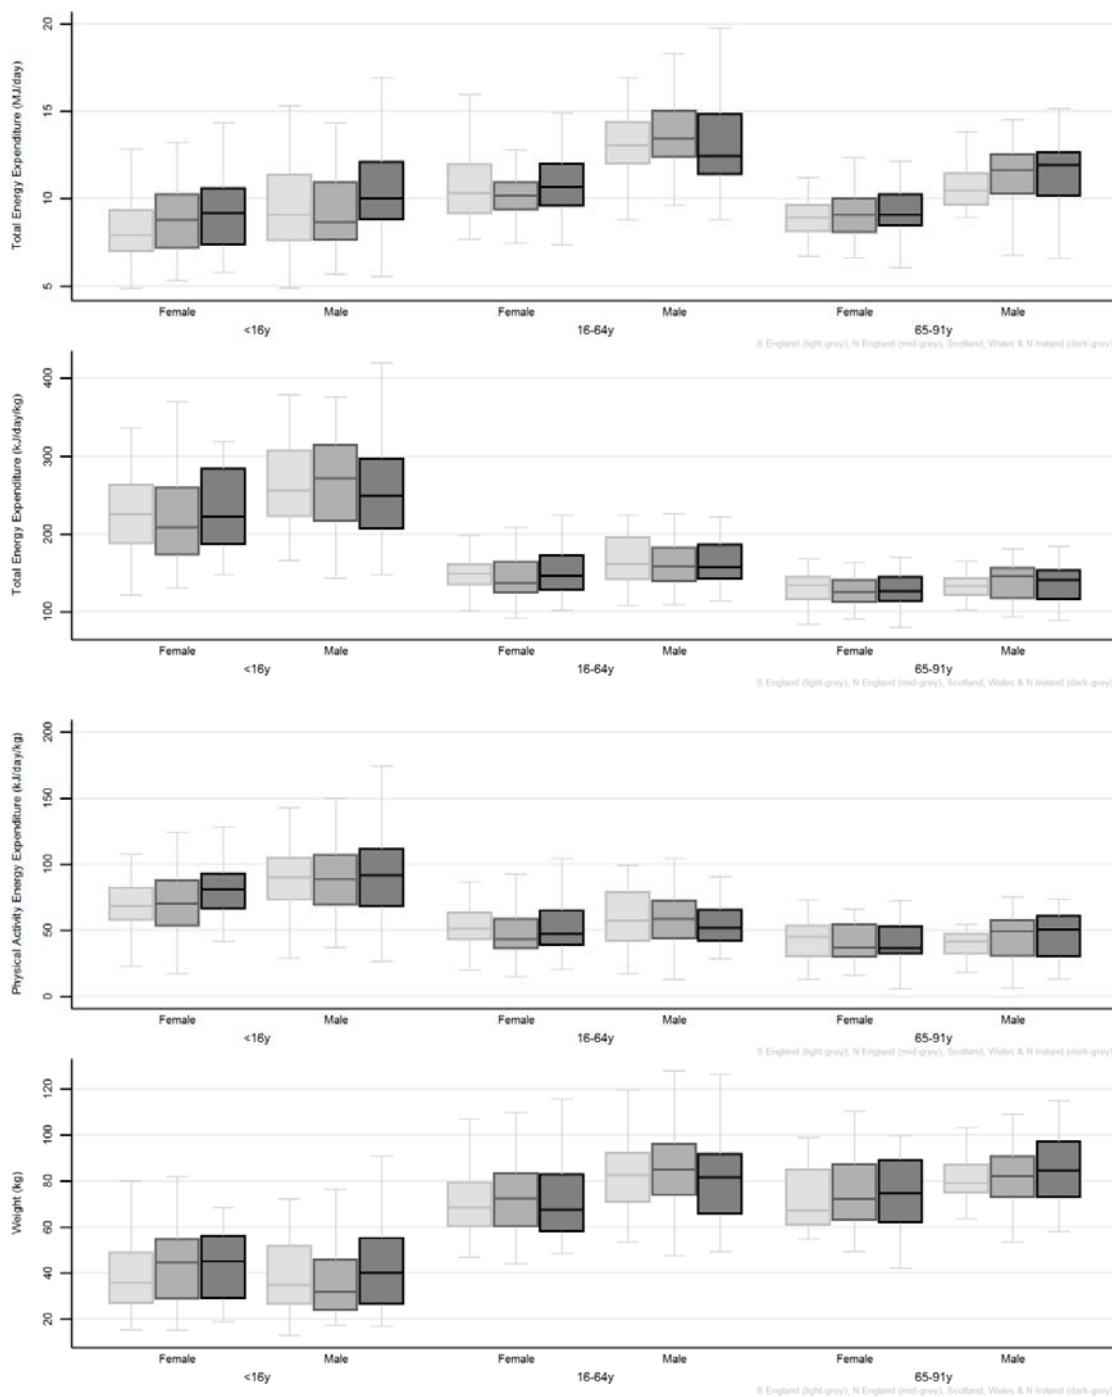 Total Energy Expenditure (MJ/day)
20
15
10
5
Female Male Female Male Female Male
<16y 16-64y 65-91y
S England (light-grey), N England (mid-grey), Scotland, Wales & N Ireland (dark-grey)
Total Energy Expenditure (kJ/day/kg)
400
300
200
100
Female Male Female Male Female Male
<16y 16-64y 65-91y
S England (light-grey), N England (mid-grey), Scotland, Wales & N Ireland (dark-grey)
Physical Activity Energy Expenditure (kJ/day/kg)
200
150
100
50
0
Female Male Female Male Female Male
<16y 16-64y 65-91y
S England (light-grey), N England (mid-grey), Scotland, Wales & N Ireland (dark-grey)
Weight (kg)
120
100
80
60
40
20
Female Male Female Male Female Male
<16y 16-64y 65-91y
S England (light-grey), N England (mid-grey), Scotland, Wales & N Ireland (dark-grey)